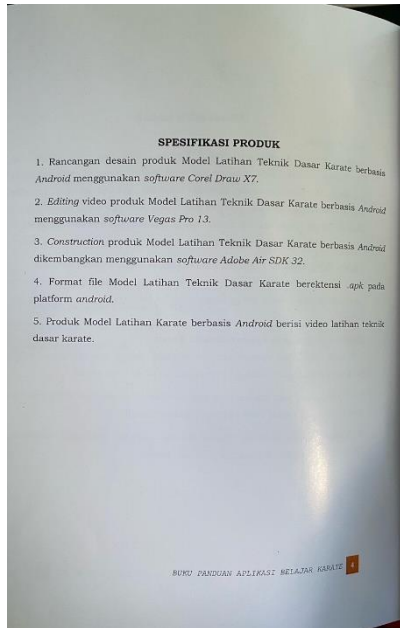 SPESIFIKASI PRODUK
1. Rancangan desain produk Model Latihan Teknik Dasar Karate berbasis
Android menggunakan software Corel Draw X7.
2. Editing video produk Model Latihan Teknik Dasar Karate berbasis Android
menggunakan software Vegas Pro 13.
3. Construction produk Model Latihan Teknik Dasar Karate berbasis Android
dikembangkan menggunakan software Adobe Air SDK 32.
4. Format file Model Latihan Teknik Dasar Karate berektensi .apk pada
platform android.
5. Produk Model Latihan Karate berbasis Android berisi video latihan teknik
dasar karate.
BUKU PANDUAN APLIKASI BELAJAR KARATE 4